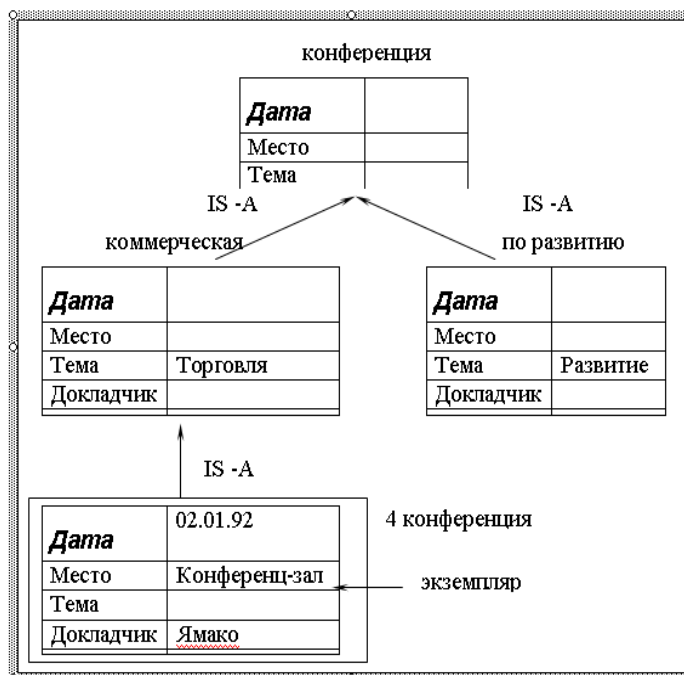 конференция
Дата
Место
Тема
IS -A IS -A
коммерческая по развитию
Дата
Место
Тема Торговля
Докладчик
Дата
Место
Тема Развитие
Докладчик
IS -A
4 конференция
Дата 02.01.92
Место Конференц-зал
Тема
Докладчик Ямако
экземпляр